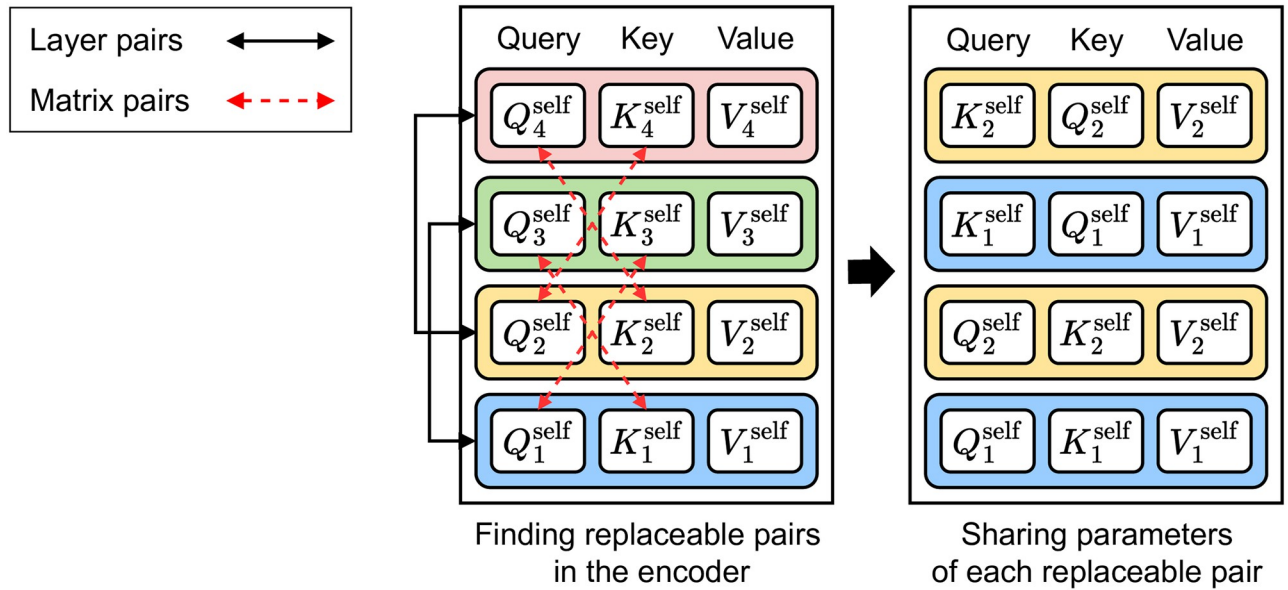 Layer pairs
Matrix pairs
Query Key Value
Q_4^self K_4^self V_4^self
Q_3^self K_3^self V_3^self
Q_2^self K_2^self V_2^self
Q_1^self K_1^self V_1^self
Finding replaceable pairs
in the encoder
Query Key Value
K_2^self Q_2^self V_2^self
K_1^self Q_1^self V_1^self
Q_2^self K_2^self V_2^self
Q_1^self K_1^self V_1^self
Sharing parameters
of each replaceable pair